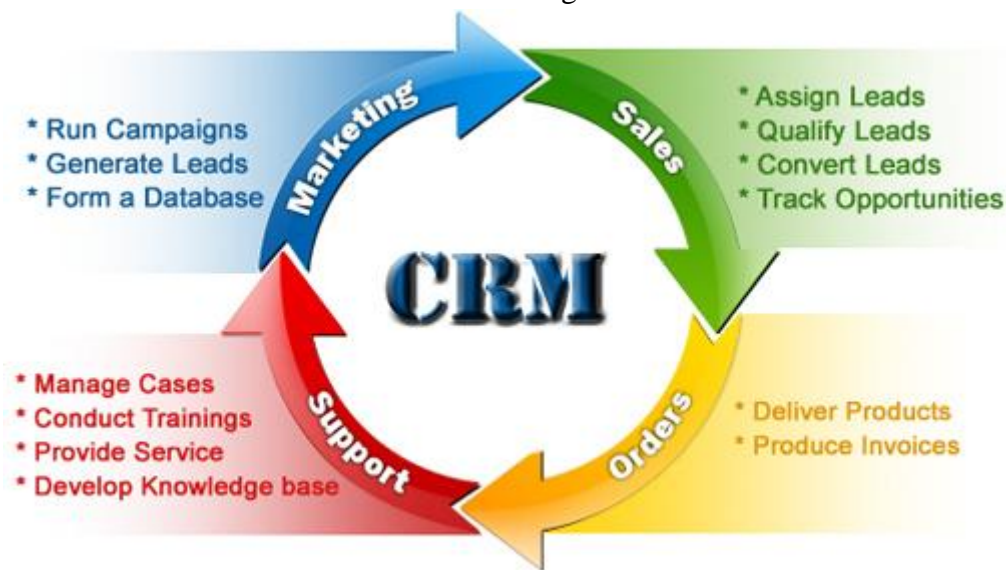 Marketing
* Run Campaigns
* Generate Leads
* Form a Database
Sales
* Assign Leads
* Qualify Leads
* Convert Leads
* Track Opportunities
CRM
Support
* Manage Cases
* Conduct Trainings
* Provide Service
* Develop Knowledge base
Orders
* Deliver Products
* Produce Invoices